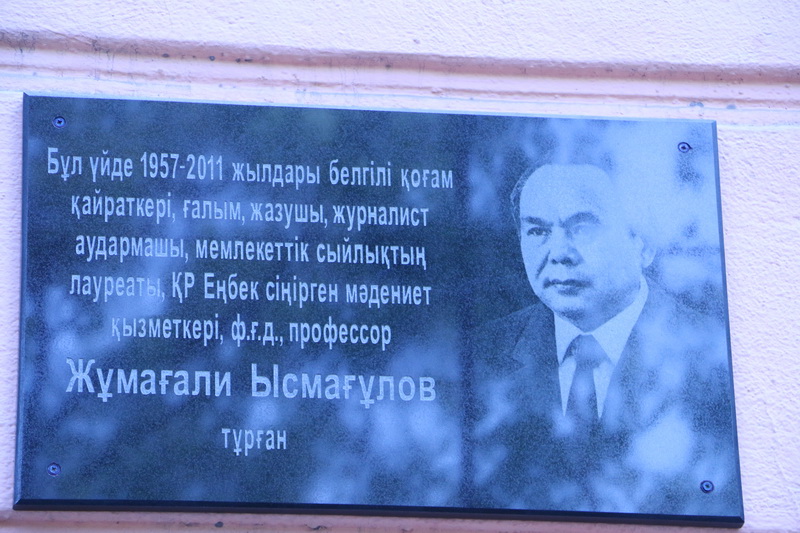 Бұл үйде 1957-2011 жылдары белгілі қоғам
қайраткері, ғалым, жазушы, журналист
аудармашы, мемлекеттік сыйлықтың
лауреаты, ҚР Еңбек сіңірген мәдениет
қызметкері, ф.ғ.д., профессор
Жұмағали Ысмағұлов
тұрған